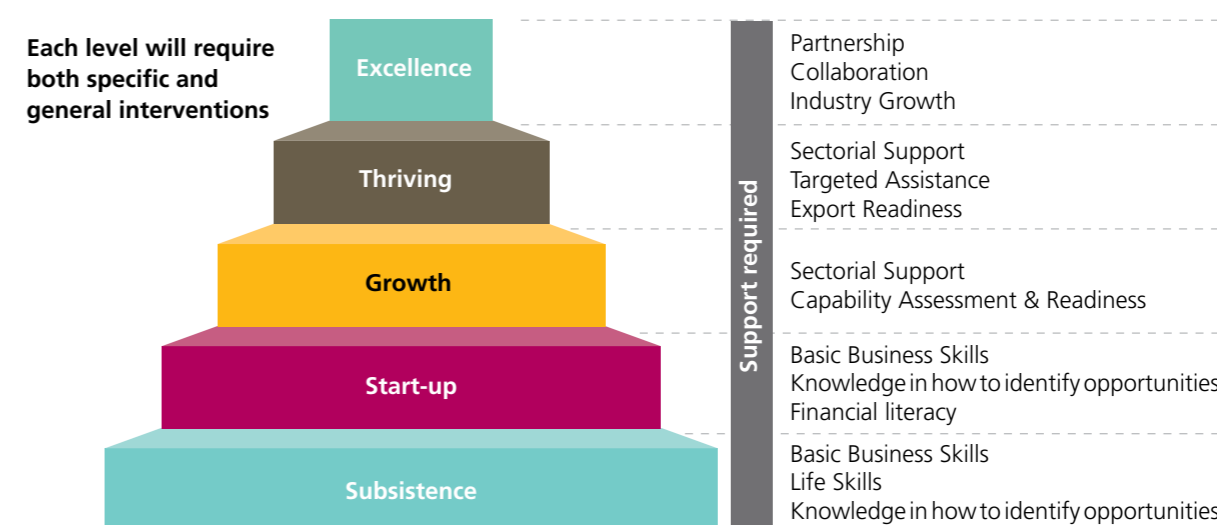 Each level will require
both specific and
general interventions
Excellence
Thriving
Growth
Start-up
Subsistence
Support required
Partnership
Collaboration
Industry Growth
Sectorial Support
Targeted Assistance
Export Readiness
Sectorial Support
Capability Assessment & Readiness
Basic Business Skills
Knowledge in how to identify opportunities
Financial literacy
Basic Business Skills
Life Skills
Knowledge in how to identify opportunities